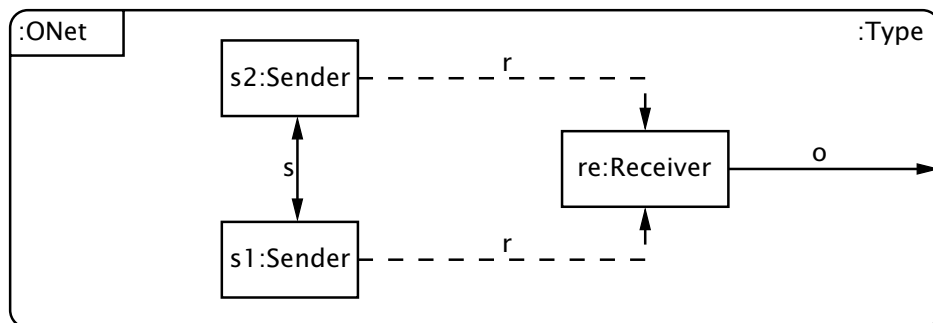 :ONet
:Type
s2:Sender
r
s
re:Receiver
o
s1:Sender
r